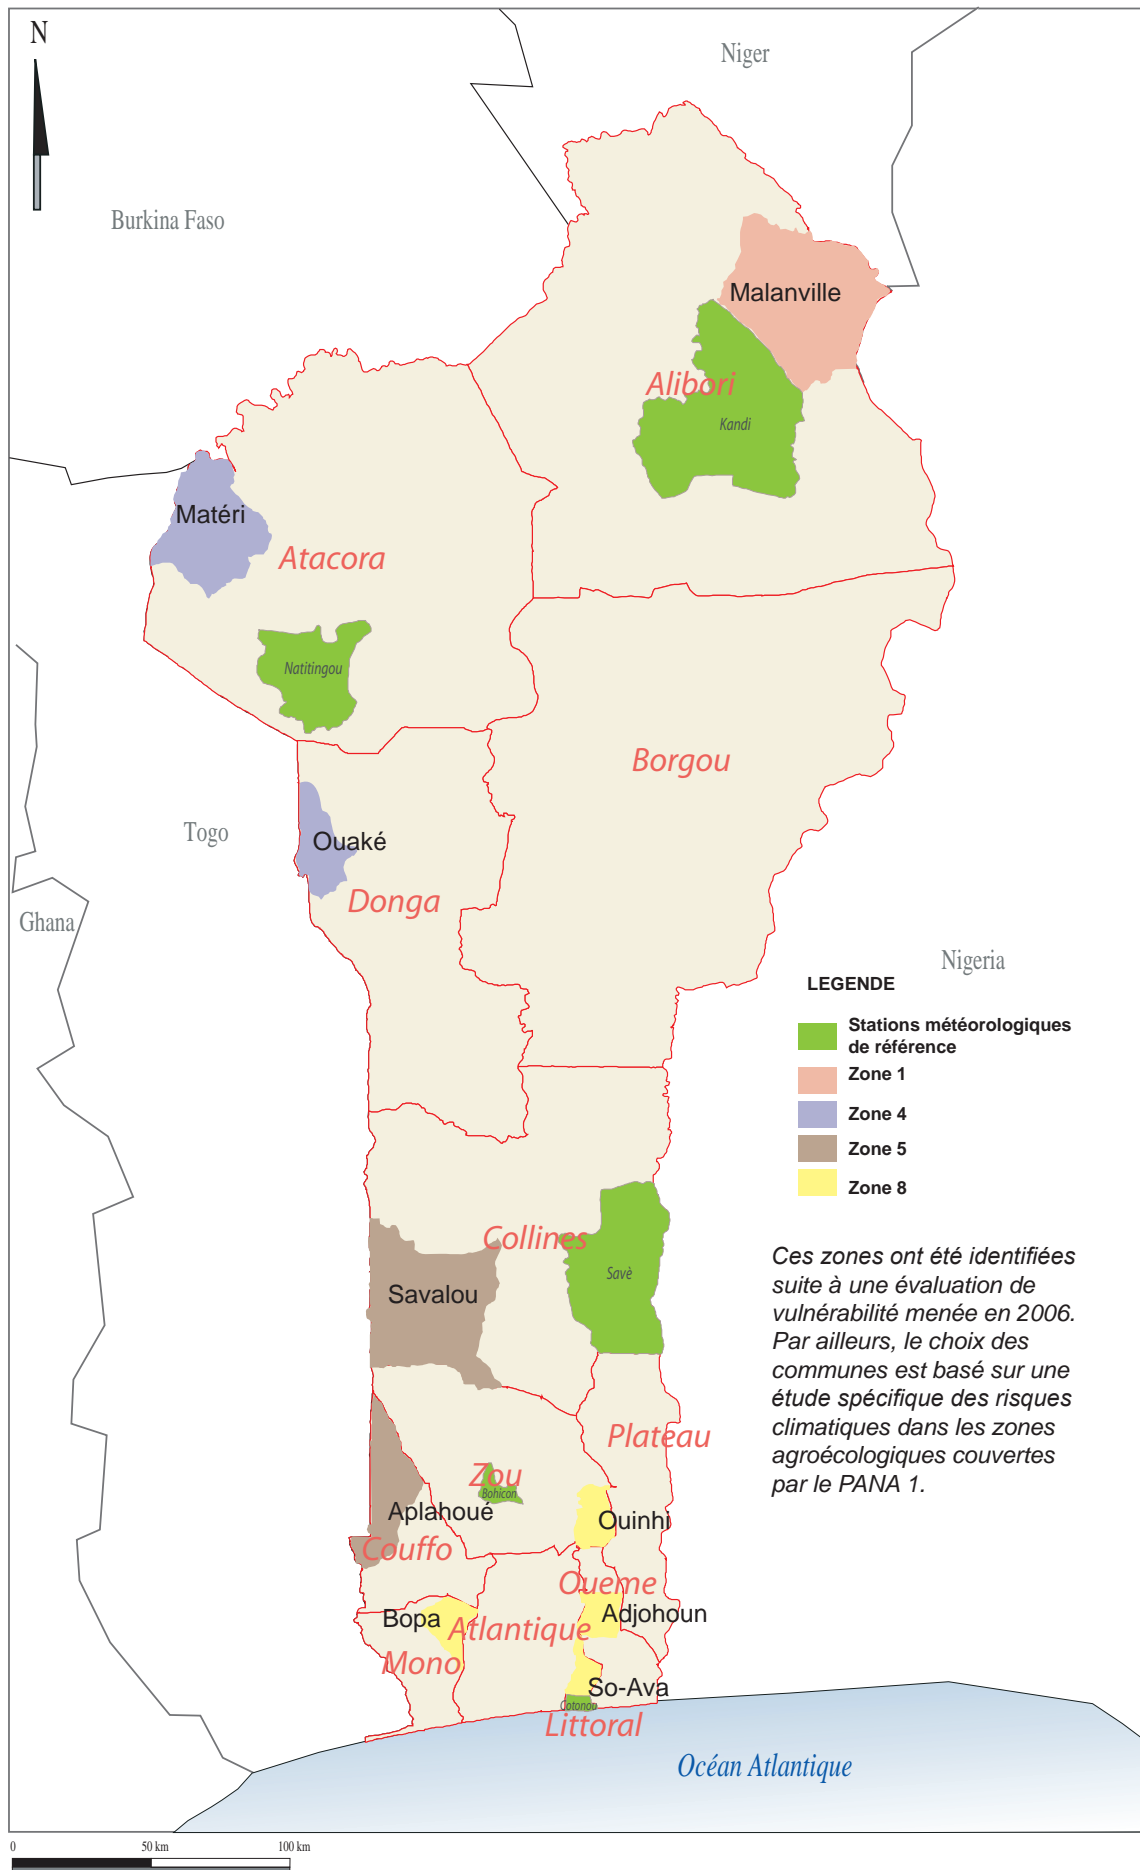 N
Niger
Burkina Faso
Malanville
Alibori
Kandi
Matéri
Atacora
Natitingou
Borgou
Togo
Ouaké
Donga
Ghana
Nigeria
LEGENDE
Stations météorologiques
de référence
Zone 1
Zone 4
Zone 5
Zone 8
Collines
Savè
Savalou
Ces zones ont été identifiées
suite à une évaluation de
vulnérabilité menée en 2006.
Par ailleurs, le choix des
communes est basé sur une
étude spécifique des risques
climatiques dans les zones
agroécologiques couvertes
par le PANA 1.
Plateau
Zou
Bohicon
Aplahoué
Ouinhi
Couffo
Oueme
Adjohoun
Bopa
Atlantique
Mono
So-Ava
Cotonou
Littoral
Océan Atlantique
0 50 km 100 km